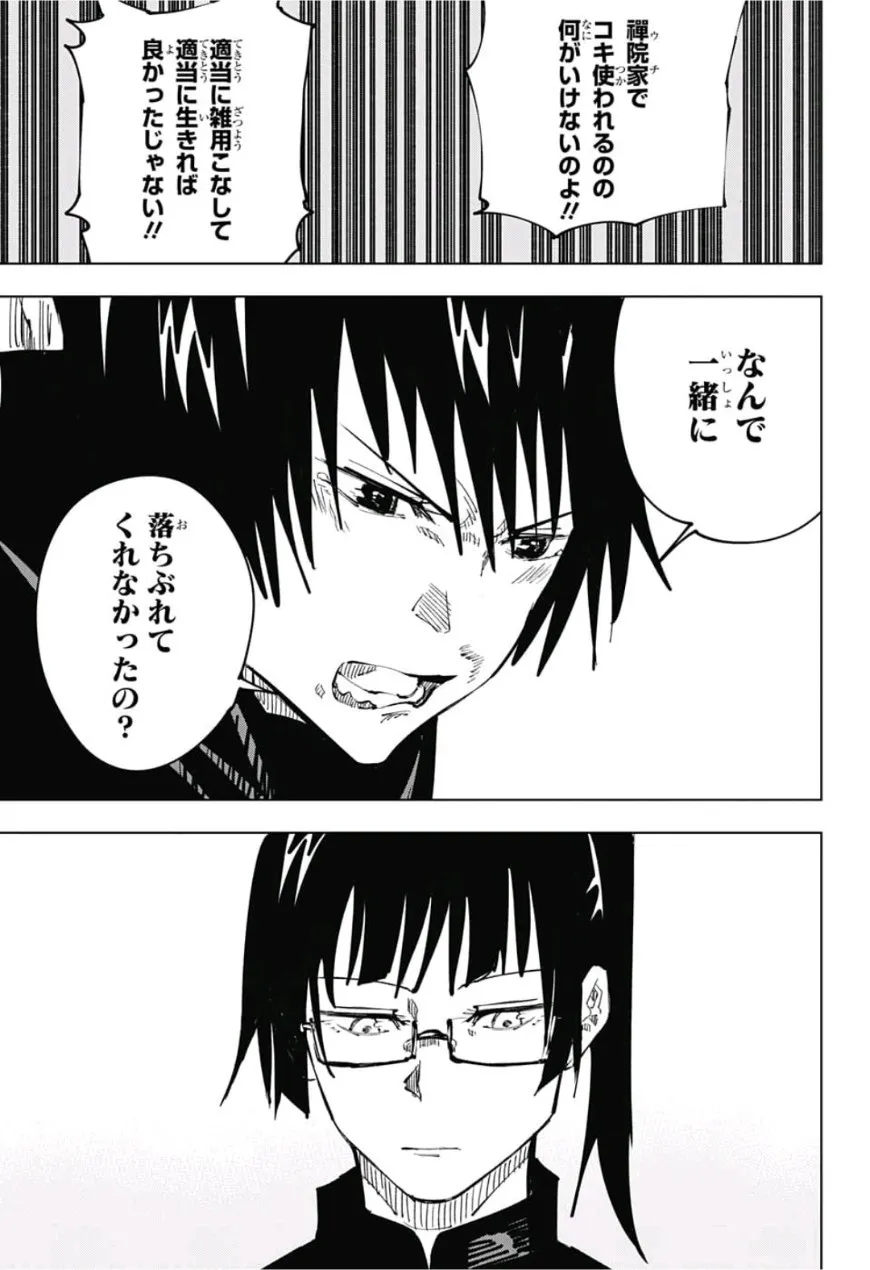 禪院家で
コキ使われるのの
何がいけないのよ!!
適当に雑用こなして
適当に生きれば
良かったじゃない!!
なんで
一緒に
落ちぶれて
くれなかったの?